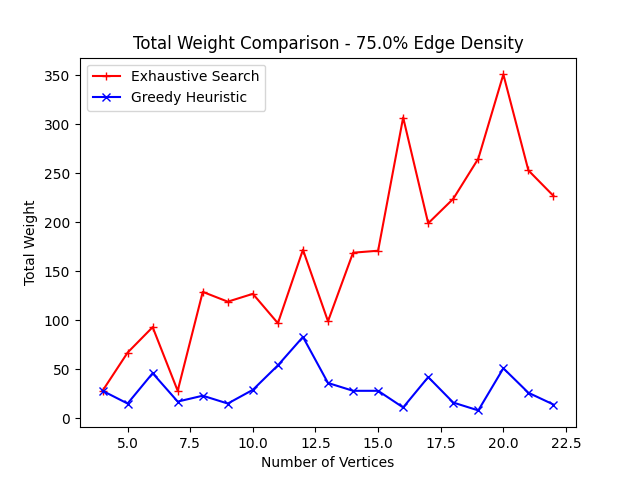 Total Weight Comparison - 75.0% Edge Density
Exhaustive Search
Greedy Heuristic
Total Weight
350
300
250
200
150
100
50
0
5.0 7.5 10.0 12.5 15.0 17.5 20.0 22.5
Number of Vertices